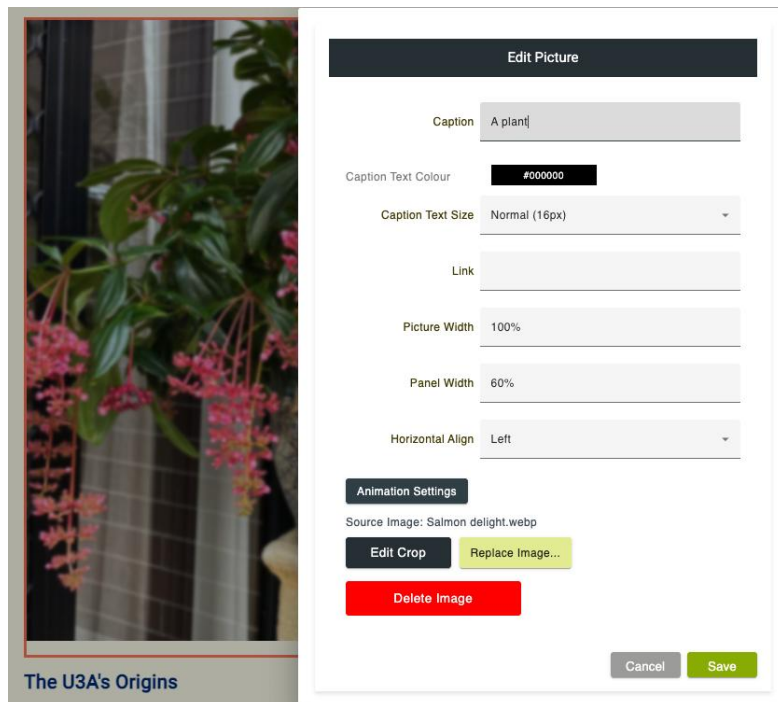 Edit Picture
Caption A plant
Caption Text Colour #000000
Caption Text Size Normal (16px)
Link
Picture Width 100%
Panel Width 60%
Horizontal Align Left
Animation Settings
Source Image: Salmon delight.webp
Edit Crop Replace Image...
Delete Image
Cancel Save
The U3A's Origins